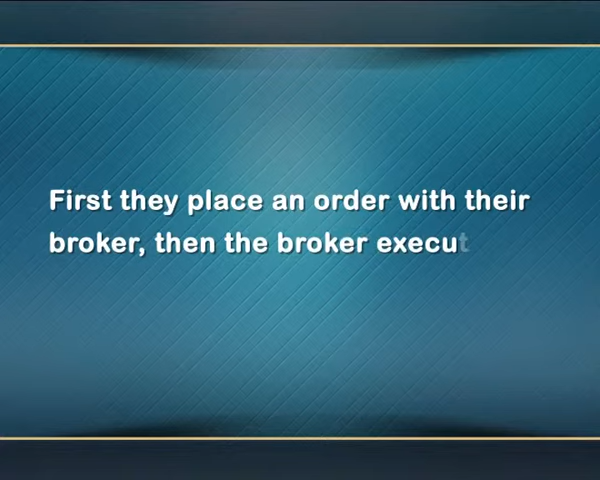 First they place an order with their
broker, then the broker execut